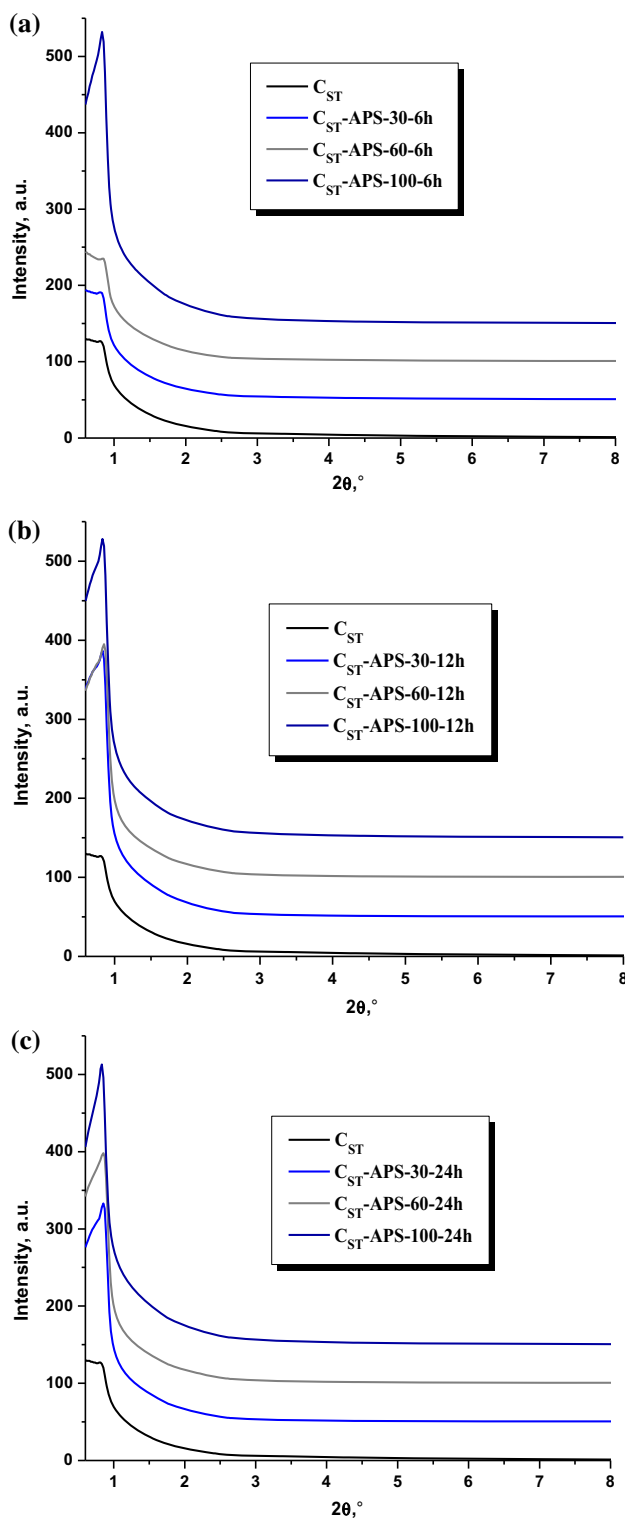 (a)
500
400
300
200
100
0
Intensity, a.u.
C_ST
C_ST-APS-30-6h
C_ST-APS-60-6h
C_ST-APS-100-6h
1 2 3 4 5 6 7 8
2θ,°
(b)
500
400
300
200
100
0
Intensity, a.u.
C_ST
C_ST-APS-30-12h
C_ST-APS-60-12h
C_ST-APS-100-12h
1 2 3 4 5 6 7 8
2θ,°
(c)
500
400
300
200
100
0
Intensity, a.u.
C_ST
C_ST-APS-30-24h
C_ST-APS-60-24h
C_ST-APS-100-24h
1 2 3 4 5 6 7 8
2θ,°